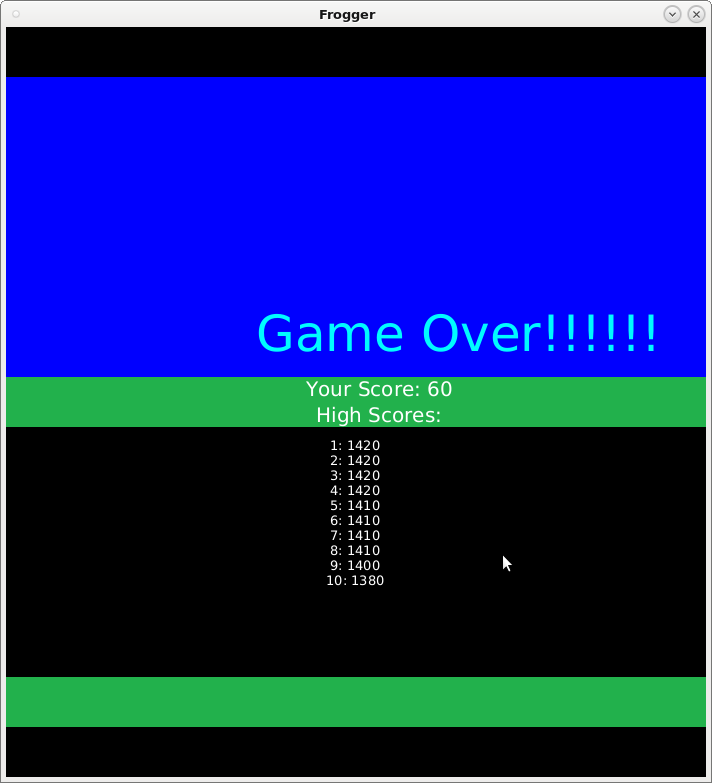 Frogger
Game Over!!!!!!
Your Score: 60
High Scores:
1: 1420
2: 1420
3: 1420
4: 1420
5: 1410
6: 1410
7: 1410
8: 1410
9: 1400
10: 1380